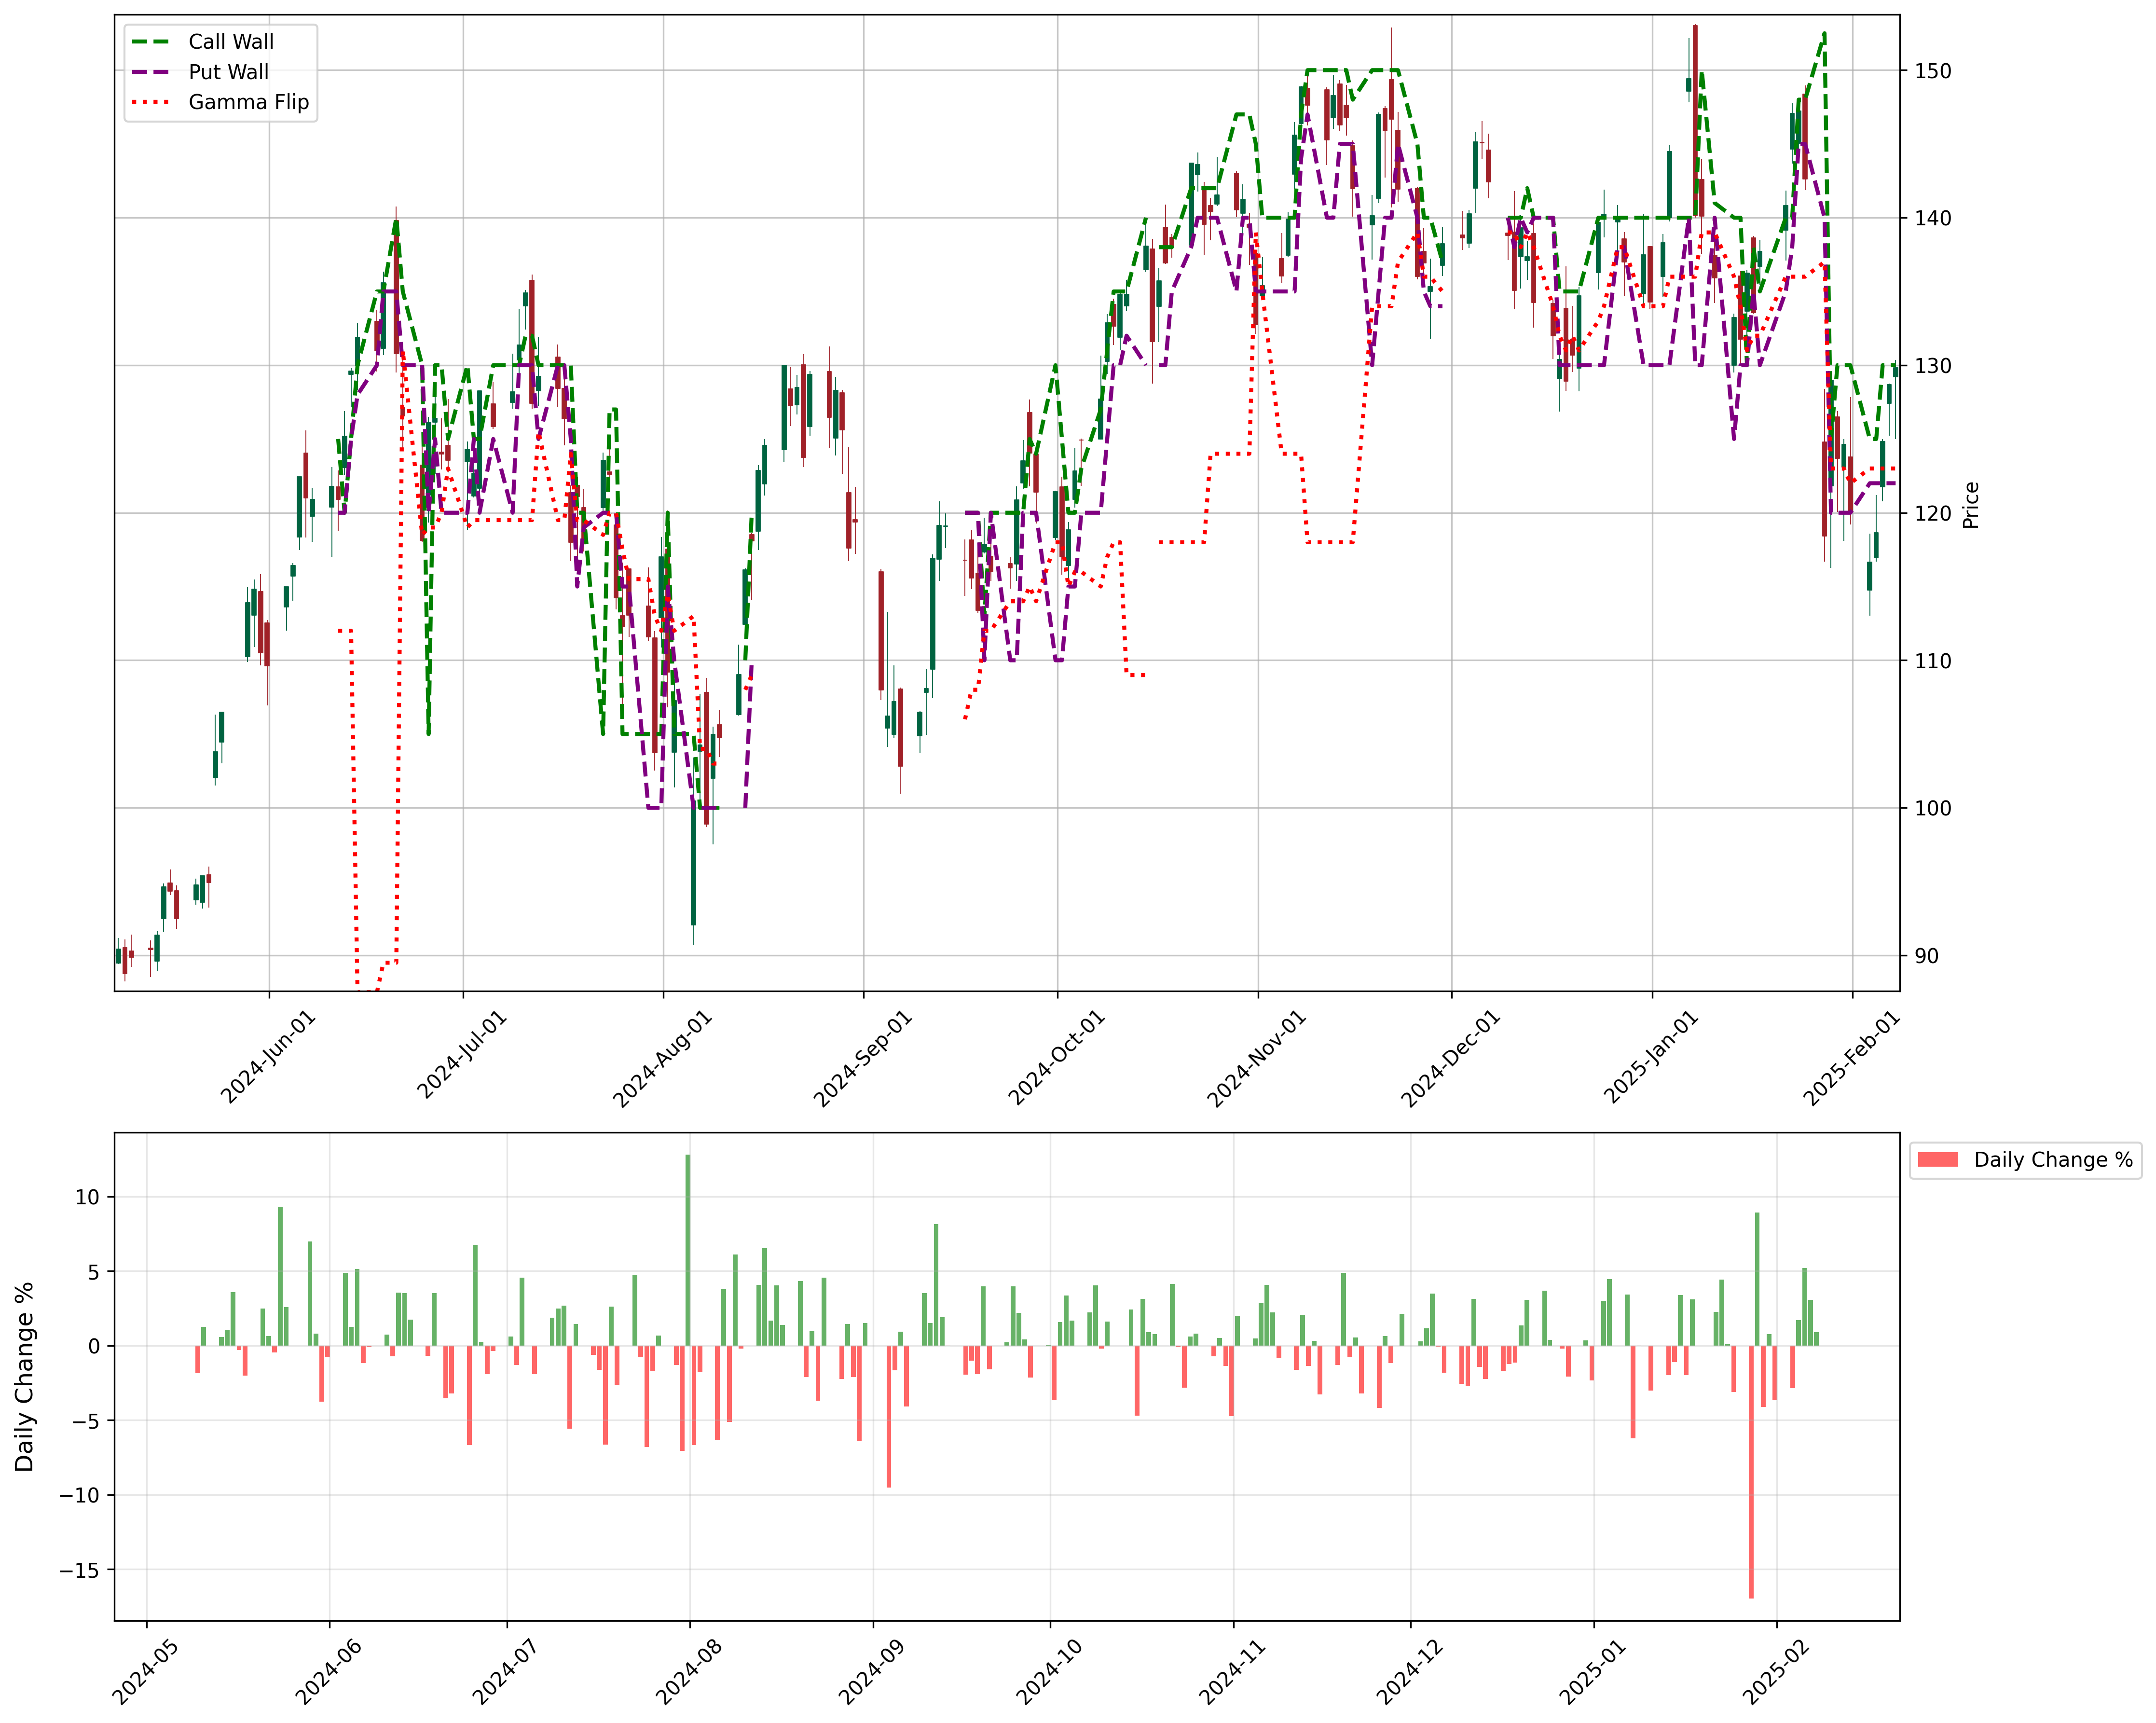 Call Wall
Put Wall
Gamma Flip
150
140
130
120
110
100
90
Price
2024-Jun-01
2024-Jul-01
2024-Aug-01
2024-Sep-01
2024-Oct-01
2024-Nov-01
2024-Dec-01
2025-Jan-01
2025-Feb-01
Daily Change %
10
5
0
−5
−10
−15
Daily Change %
2024-05
2024-06
2024-07
2024-08
2024-09
2024-10
2024-11
2024-12
2025-01
2025-02